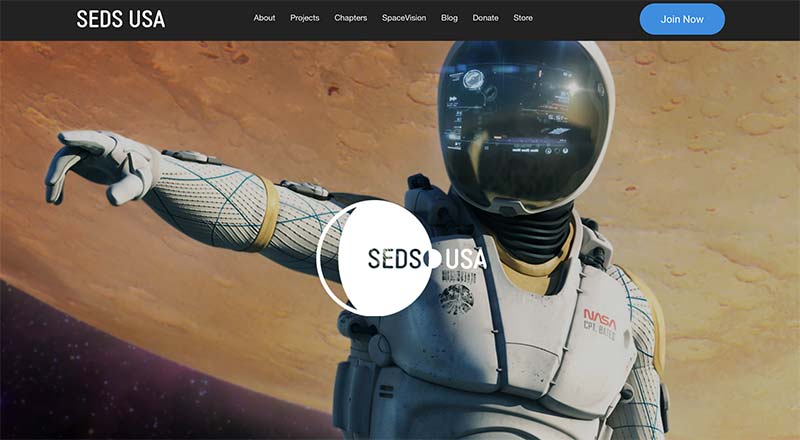 SEDS USA
About Projects Chapters SpaceVision Blog Donate Store
Join Now
SEDS USA
NASA
CPT. BATES